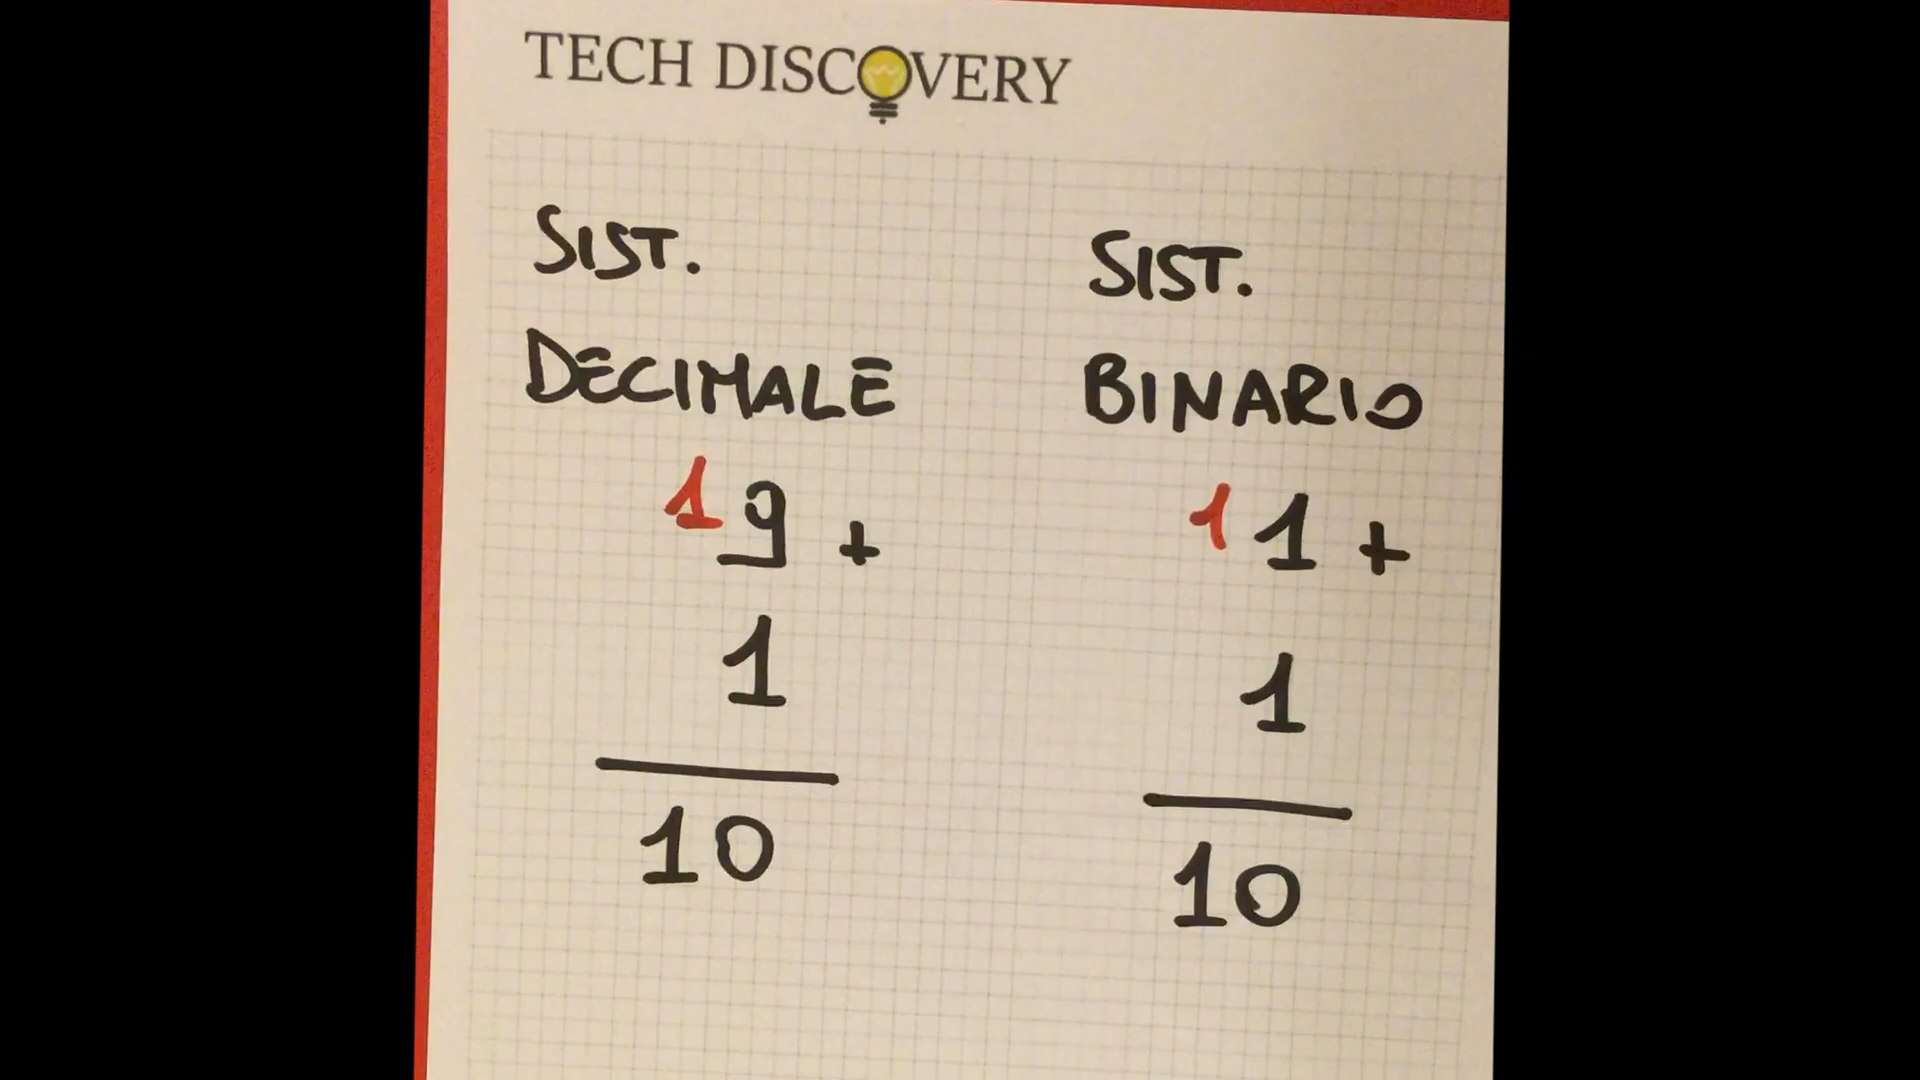 TECH DISCOVERY
SIST.
DECIMALE
19 +
1
10
SIST.
BINARIO
11 +
1
10